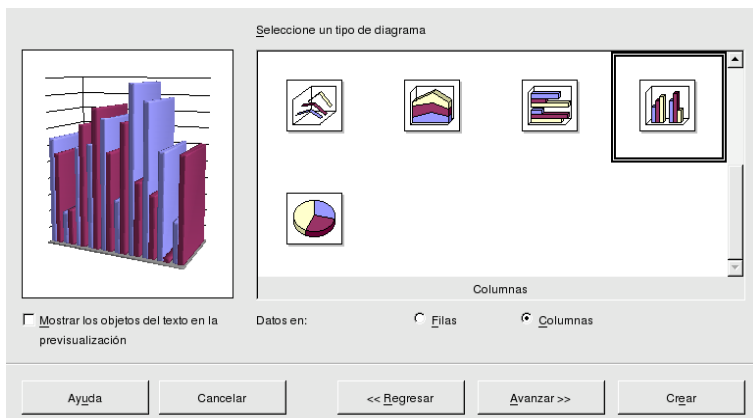 Seleccione un tipo de diagrama
Columnas
Mostrar los objetos del texto en la
previsualización
Datos en:
Filas
Columnas
Ayuda
Cancelar
<< Regresar
Avanzar >>
Crear